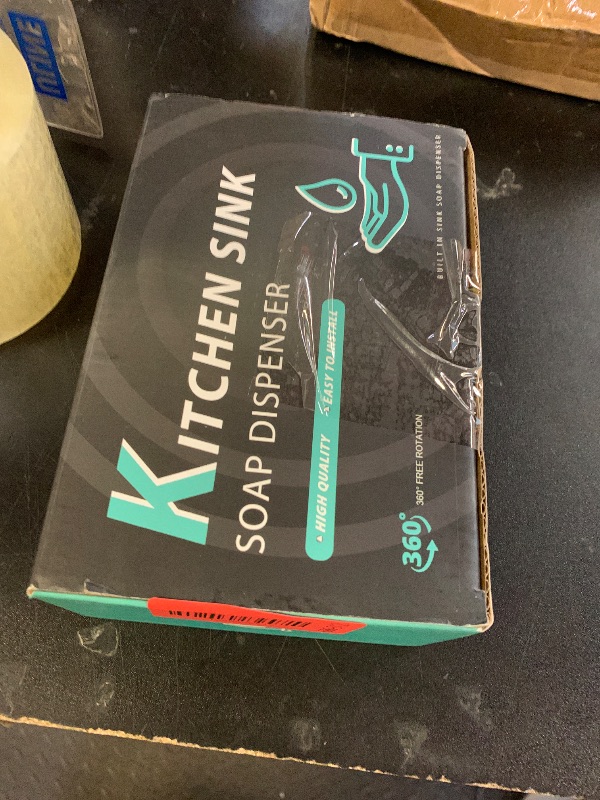 KITCHEN SINK
SOAP DISPENSER
HIGH QUALITY
EASY TO INSTALL
BUILT IN SINK SOAP DISPENSER
360°
360° FREE ROTATION